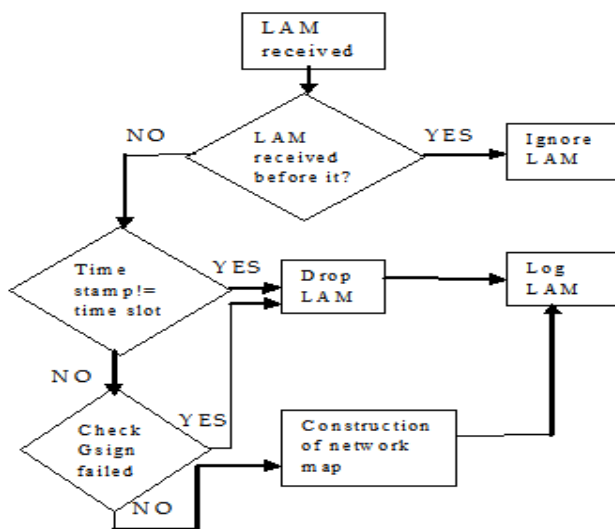 LAM
received
NO
LAM
received
before it?
YES
Ignore
LAM
Time
stamp!=
time slot
YES
Drop
LAM
Log
LAM
NO
Check
Gsign
failed
YES
Construction
of network
map
NO